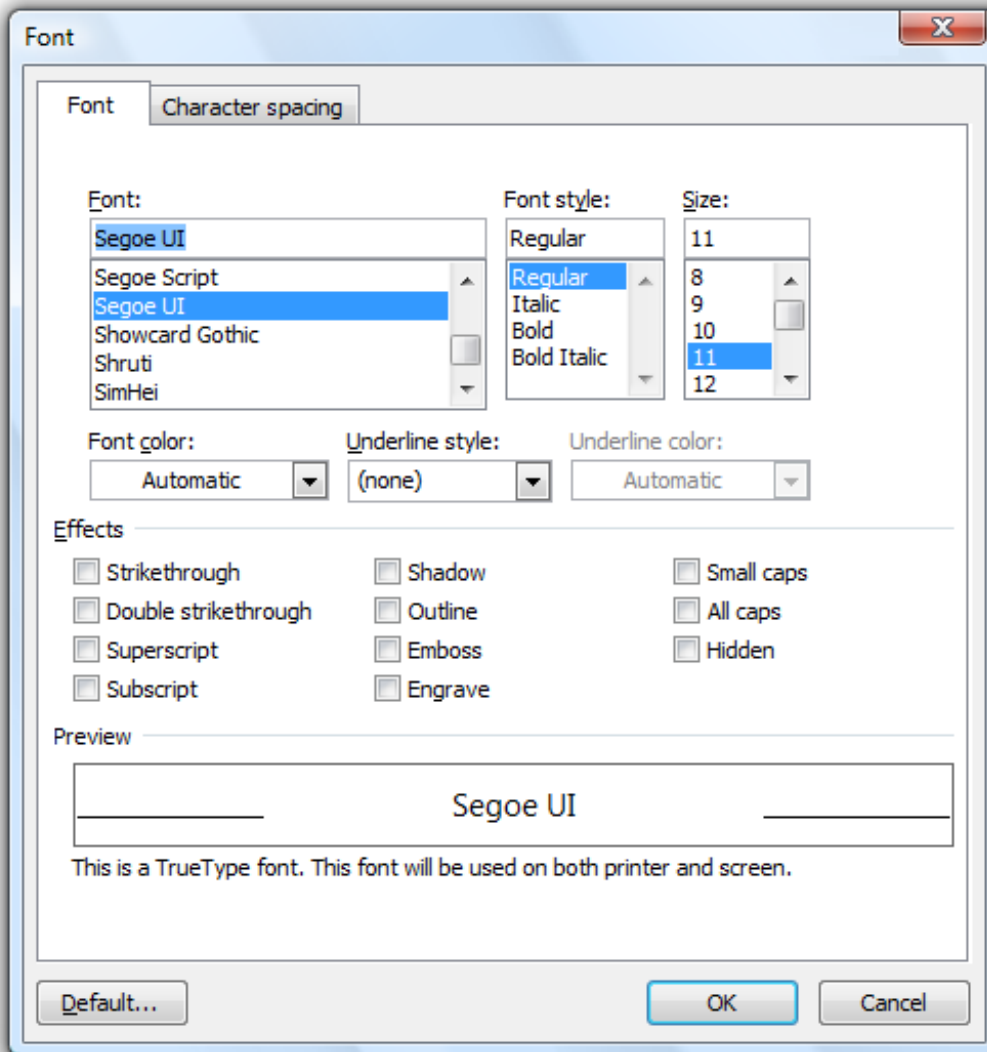 Font
Font Character spacing
Font: Font style: Size:
Segoe UI Regular 11
Segoe Script Regular 8
Segoe UI Italic 9
Showcard Gothic Bold 10
Shruti Bold Italic 11
SimHei 12
Font color: Underline style: Underline color:
Automatic (none) Automatic
Effects
Strikethrough Shadow Small caps
Double strikethrough Outline All caps
Superscript Emboss Hidden
Subscript Engrave
Preview
Segoe UI
This is a TrueType font. This font will be used on both printer and screen.
Default... OK Cancel